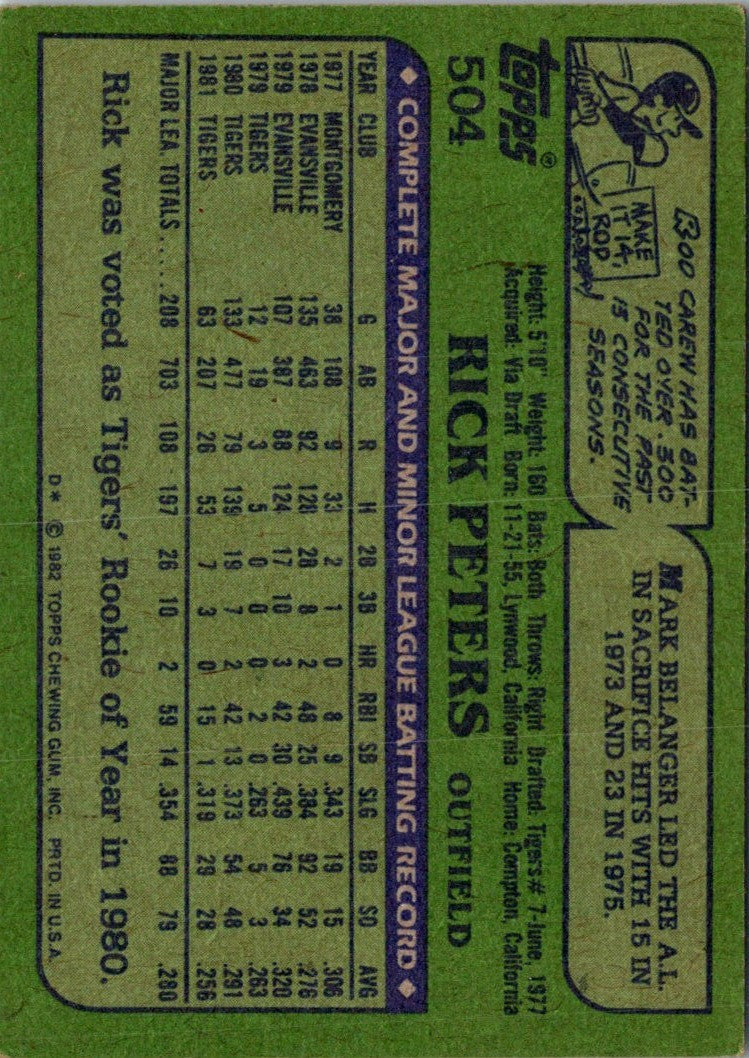 ROD CAREW HAS BAT-
TED OVER .300
FOR THE PAST
13 CONSECUTIVE
SEASONS.
MAKE
IT 14,
ROD
MARK BELANGER LED THE A.L.
IN SACRIFICE HITS WITH 15 IN
1973 AND 23 IN 1975.
topps®
504
RICK PETERS OUTFIELD
Height: 5'10" Weight: 160 Bats: Both Throws: Right Drafted: Tigers# 7-June, 1977
Acquired: Via Draft Born: 11-21-55, Lynwood, California Home: Compton, California
◆ COMPLETE MAJOR AND MINOR LEAGUE BATTING RECORD ◆
YEAR CLUB G AB R H 2B 3B HR RBI SB SLG BB SO AVG
1977 MONTGOMERY 38 108 9 33 2 1 0 8 9 .343 19 15 .306
1978 EVANSVILLE 135 463 92 128 28 8 2 48 25 .384 92 52 .276
1979 EVANSVILLE 107 387 88 124 17 10 3 42 30 .439 76 34 .320
1979 TIGERS 12 19 3 5 0 0 0 2 0 .263 5 3 .263
1980 TIGERS 133 477 79 139 19 7 2 42 13 .373 54 48 .291
1981 TIGERS 63 207 26 53 7 3 0 15 1 .319 29 28 .256
MAJOR LEA. TOTALS ..... 208 703 108 197 26 10 2 59 14 .354 88 79 .280
Rick was voted as Tigers' Rookie of Year in 1980.
D* © 1982 TOPPS CHEWING GUM, INC. PRTD. IN U.S.A.